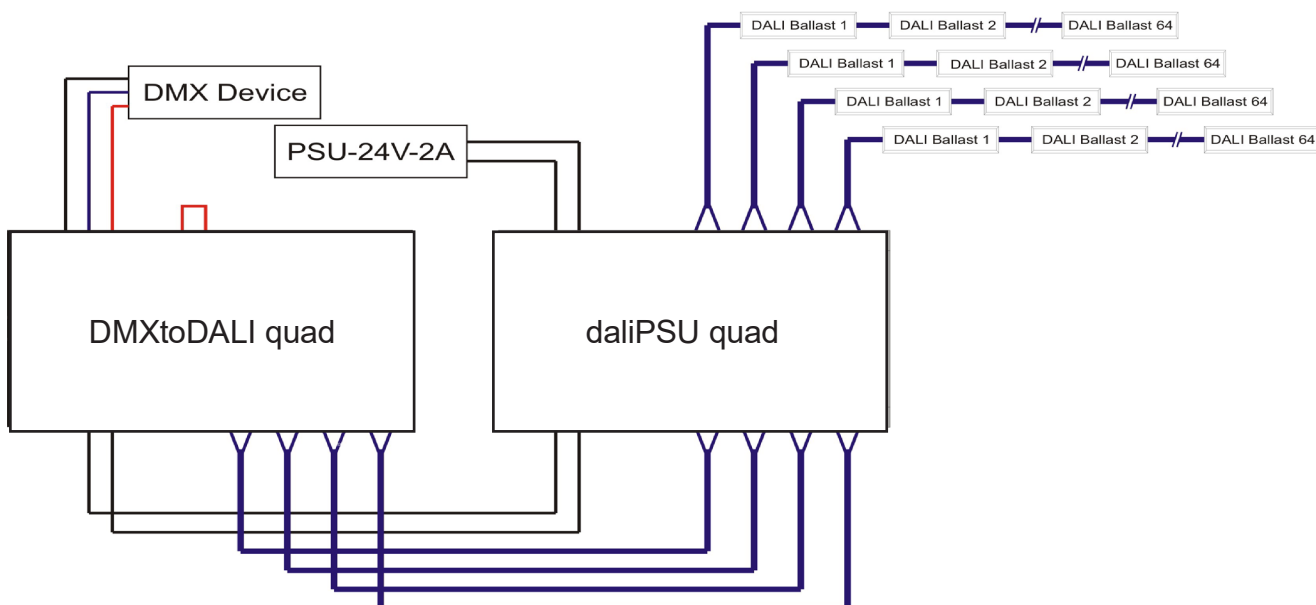 DALI Ballast 1 DALI Ballast 2 DALI Ballast 64
DALI Ballast 1 DALI Ballast 2 DALI Ballast 64
DMX Device
DALI Ballast 1 DALI Ballast 2 DALI Ballast 64
PSU-24V-2A
DALI Ballast 1 DALI Ballast 2 DALI Ballast 64
DMXtoDALI quad
daliPSU quad